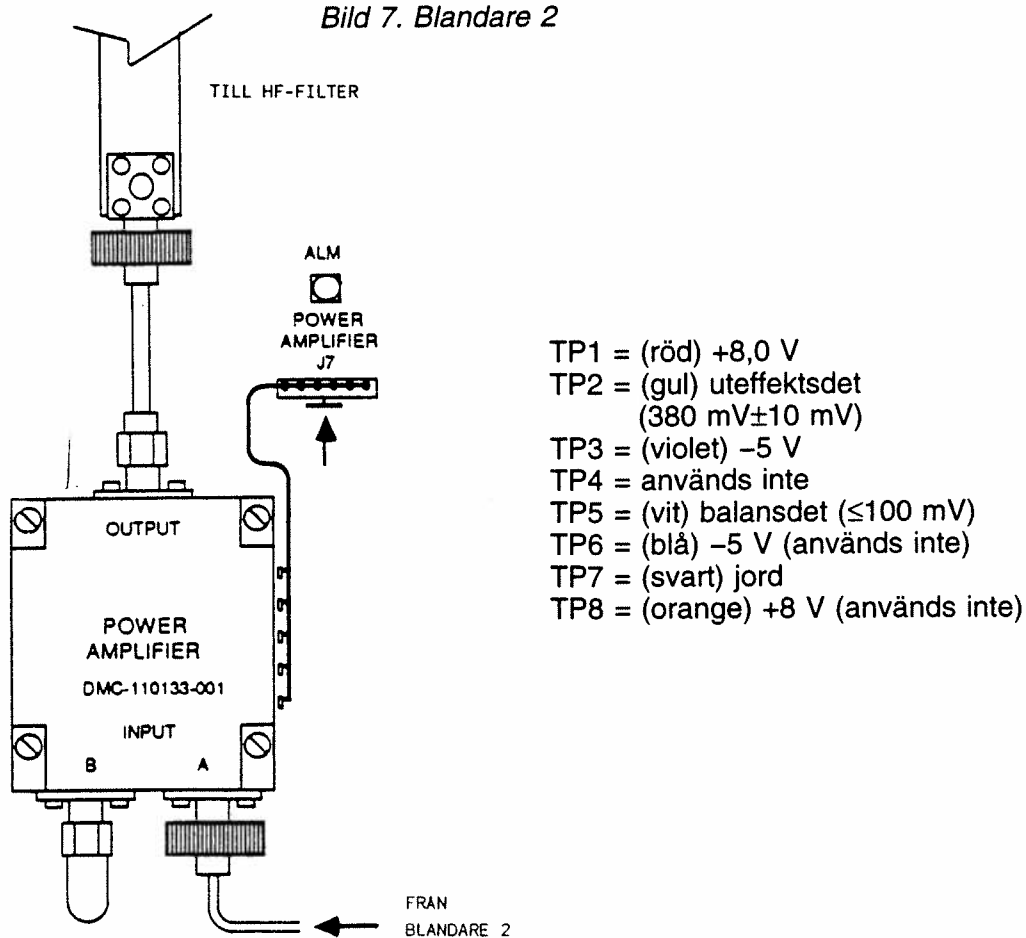 Bild 7. Blandare 2
TILL HF-FILTER
ALM
POWER
AMPLIFIER
J7
TP1 = (röd) +8,0 V
TP2 = (gul) uteffektsdet
(380 mV±10 mV)
TP3 = (violet) –5 V
TP4 = används inte
TP5 = (vit) balansdet (≤100 mV)
TP6 = (blå) –5 V (används inte)
TP7 = (svart) jord
TP8 = (orange) +8 V (används inte)
OUTPUT
POWER
AMPLIFIER
DMC-110133-001
INPUT
B A
FRAN
BLANDARE 2